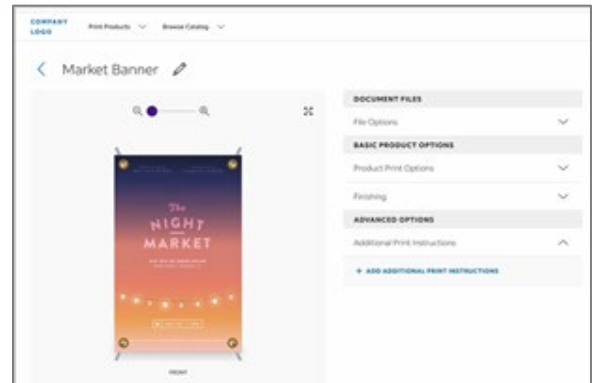 COMPANY
LOGO
Print Products
Browse Catalog
Market Banner
DOCUMENT FILES
File Options
BASIC PRODUCT OPTIONS
Product Print Options
Finishing
ADVANCED OPTIONS
Additional Print Instructions
+ ADD ADDITIONAL PRINT INSTRUCTIONS
The
NIGHT
MARKET
FRONT